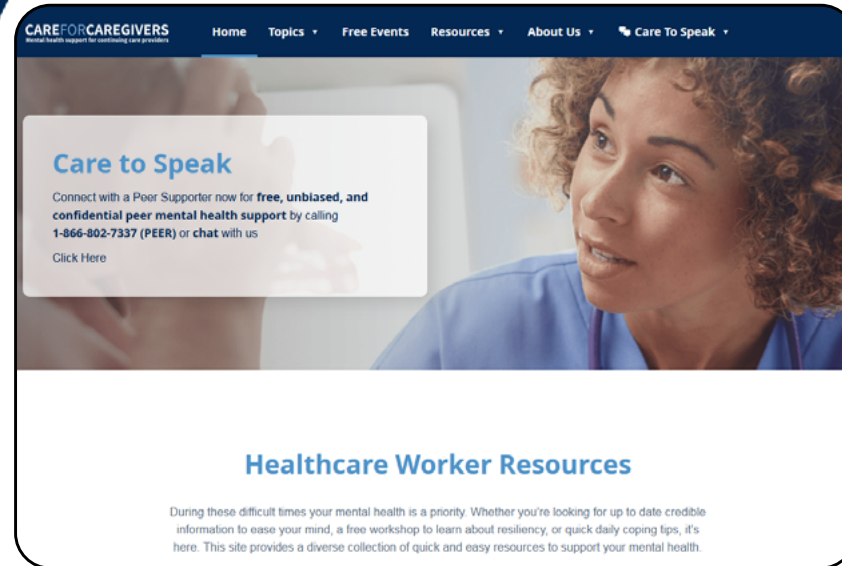 CAREFORCAREGIVERS
Mental health support for continuing care providers
Home Topics Free Events Resources About Us Care To Speak
Care to Speak
Connect with a Peer Supporter now for free, unbiased, and
confidential peer mental health support by calling
1-866-802-7337 (PEER) or chat with us
Click Here
Healthcare Worker Resources
During these difficult times your mental health is a priority. Whether you're looking for up to date credible
information to ease your mind, a free workshop to learn about resiliency, or quick daily coping tips, it's
here. This site provides a diverse collection of quick and easy resources to support your mental health.